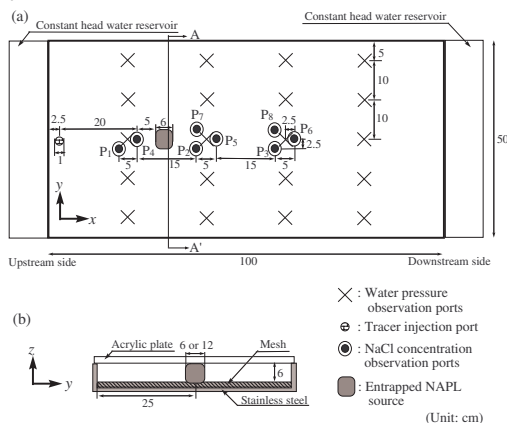 (a)
Constant head water reservoir
Constant head water reservoir
A
5
10
10
2.5
20
5
6
P7
P8
2.5
P6
P5
2.5
1
P1
P4
P2
P3
5
15
5
15
5
50
y
x
A'
Upstream side
100
Downstream side
(b)
Acrylic plate
6 or 12
Mesh
z
y
6
25
Stainless steel
: Water pressure
observation ports
: Tracer injection port
: NaCl concentration
observation ports
: Entrapped NAPL
source
(Unit: cm)